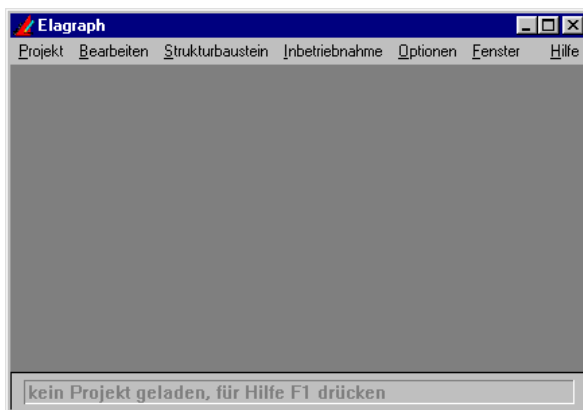 Elagraph
Projekt Bearbeiten Strukturbaustein Inbetriebnahme Optionen Fenster Hilfe
kein Projekt geladen, für Hilfe F1 drücken